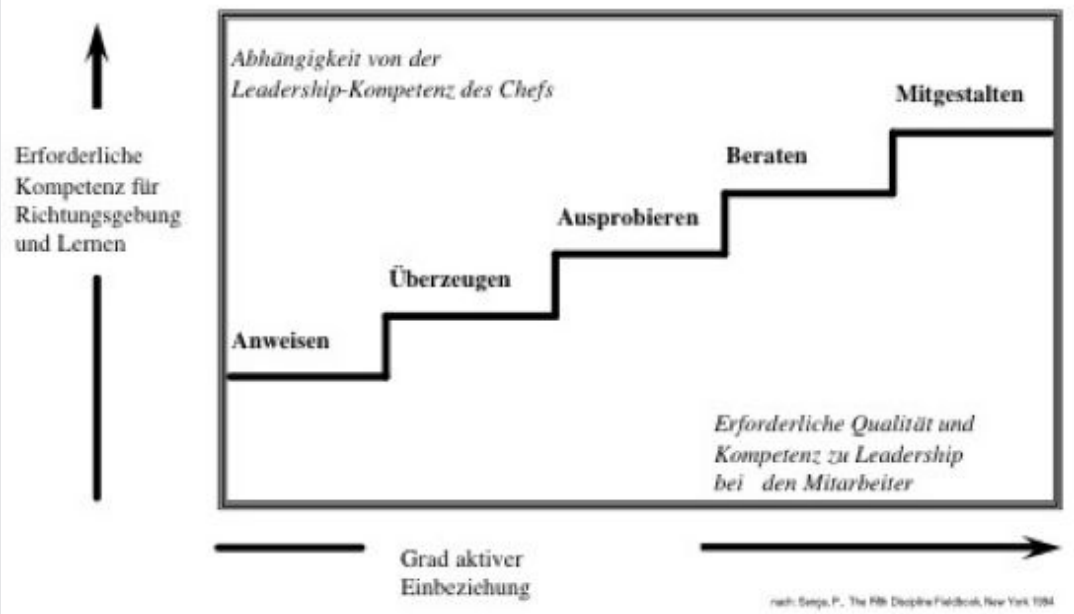 Abhängigkeit von der
Leadership-Kompetenz des Chefs
Mitgestalten
Erforderliche
Kompetenz für
Richtungsgebung
und Lernen
Beraten
Ausprobieren
Überzeugen
Anweisen
Erforderliche Qualität und
Kompetenz zu Leadership
bei den Mitarbeiter
Grad aktiver
Einbeziehung
nach: Senge, P., The Fifth Discipline Fieldbook, New York 1994